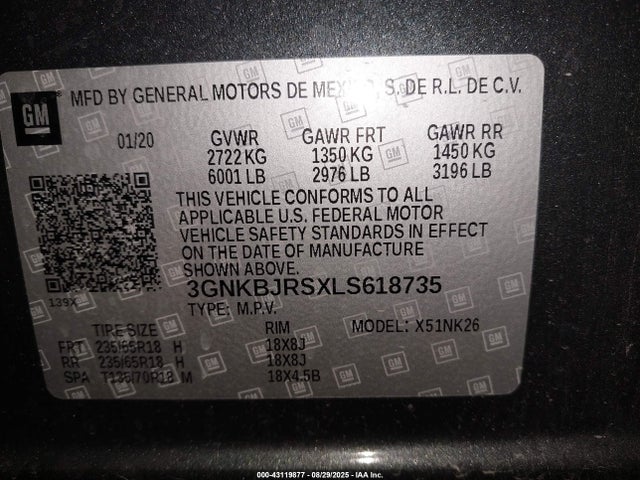 GM
MFD BY GENERAL MOTORS DE MEXICO, S. DE R.L. DE C.V.
01/20 GVWR GAWR FRT GAWR RR
2722 KG 1350 KG 1450 KG
6001 LB 2976 LB 3196 LB
THIS VEHICLE CONFORMS TO ALL
APPLICABLE U.S. FEDERAL MOTOR
VEHICLE SAFETY STANDARDS IN EFFECT
ON THE DATE OF MANUFACTURE
SHOWN ABOVE.
139X
3GNKBJRSXLS618735
TYPE: M.P.V. MODEL: X51NK26
TIRE SIZE RIM
FRT 235/65R18 H 18X8J
RR 235/65R18 H 18X8J
SPA T135/70R18 M 18X4.5B
000-43119877 - 08/29/2025 - IAA Inc.